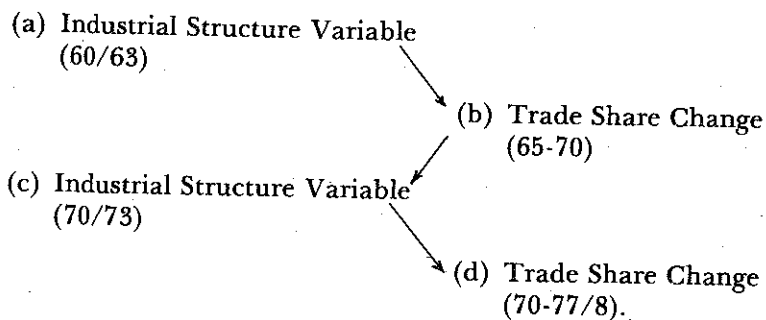 (a) Industrial Structure Variable
(60/63)
(b) Trade Share Change
(65-70)
(c) Industrial Structure Variable
(70/73)
(d) Trade Share Change
(70-77/8).